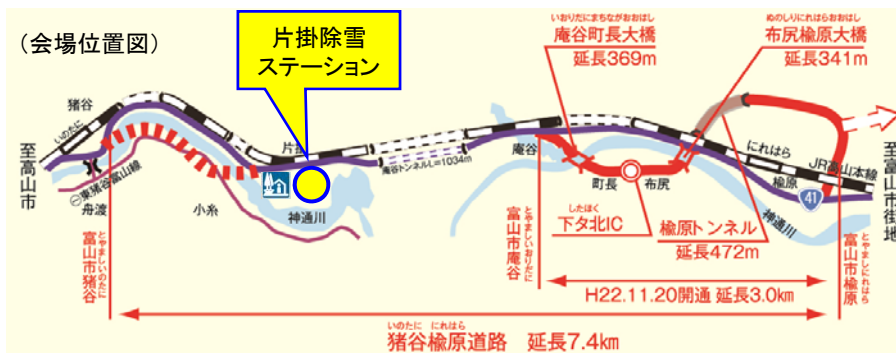 （会場位置図）
片掛除雪
ステーション
いおりだにまちながおおはし
庵谷町長大橋
延長369m
ぬのしりにれはらおおはし
布尻楡原大橋
延長341m
猪谷
いのたに
至高山市
東猪谷富山線
舟渡
小糸
片掛
神通川
庵谷トンネルL=1034m
庵谷
町長
布尻
にれはら
楡原
JR高山本線
41
神通川
至富山市街地
したほく
下タ北IC
楡原トンネル
延長472m
とやましいのたに
富山市猪谷
とやましいおりだに
富山市庵谷
とやましにれはら
富山市楡原
H22.11.20開通 延長3.0km
いのたに にれはら
猪谷楡原道路 延長7.4km